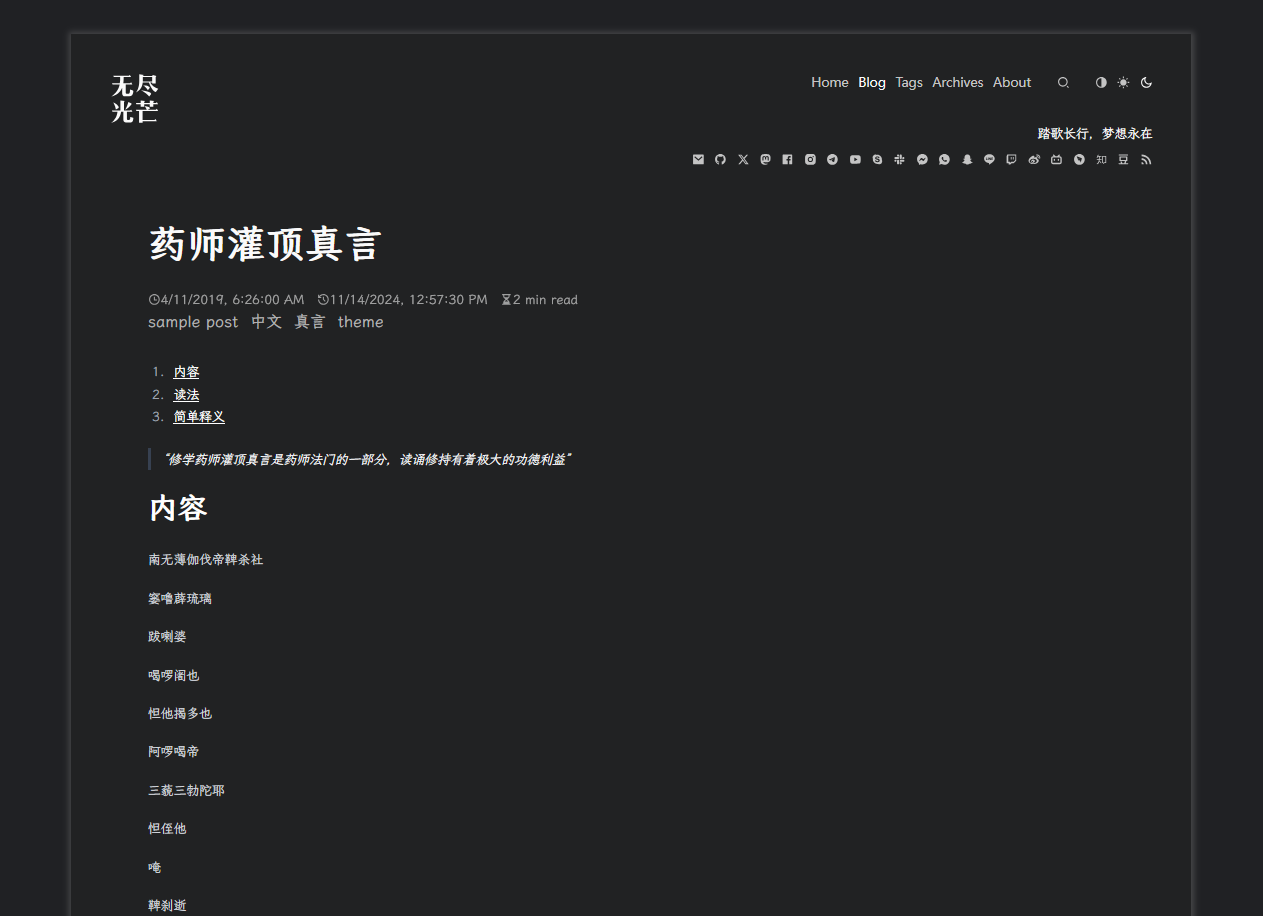 无尽
光芒
Home Blog Tags Archives About
踏歌长行，梦想永在
药师灌顶真言
4/11/2019, 6:26:00 AM 11/14/2024, 12:57:30 PM 2 min read
sample post 中文 真言 theme
1. 内容
2. 读法
3. 简单释义
“修学药师灌顶真言是药师法门的一部分，读诵修持有着极大的功德利益”
内容
南无薄伽伐帝鞞杀社
窭噜薜琉璃
跋喇婆
喝啰阇也
怛他揭多也
阿啰喝帝
三藐三勃陀耶
怛侄他
唵
鞞刹逝